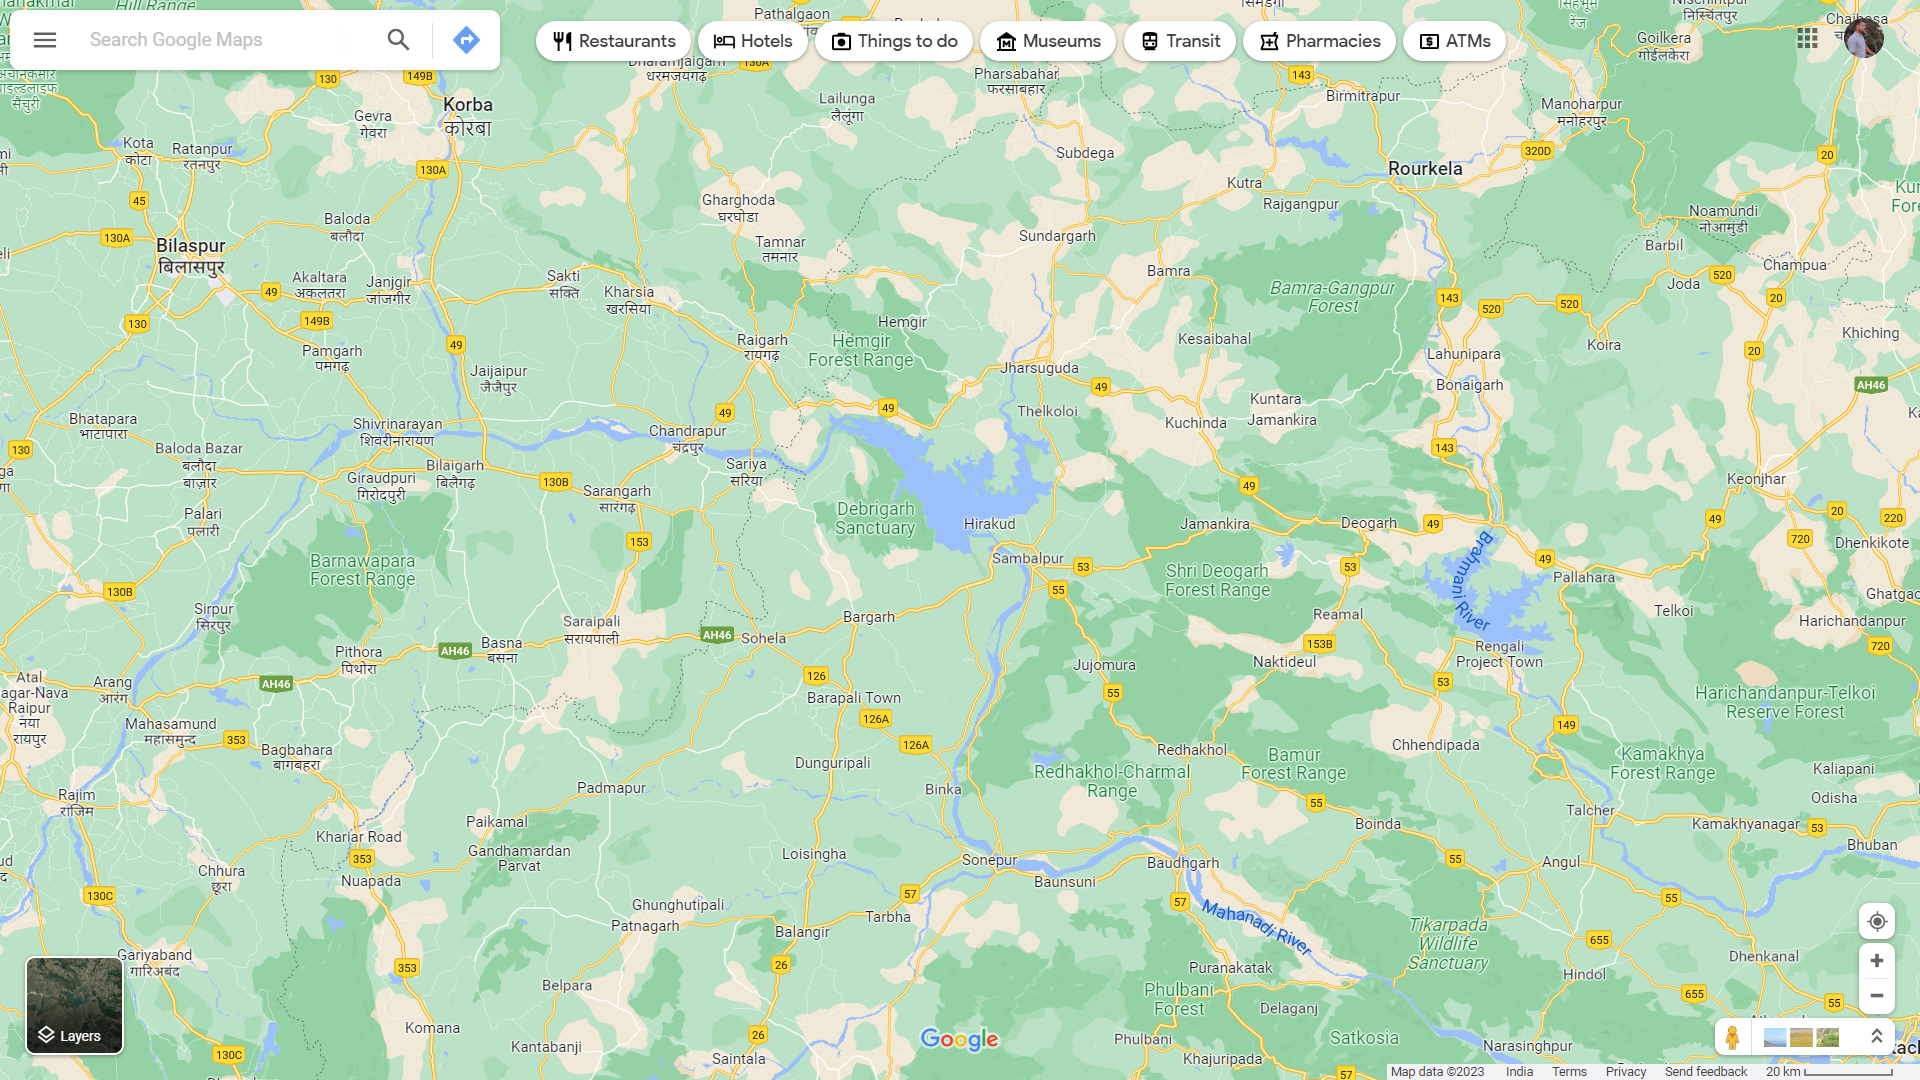 Search Google Maps
Restaurants
Hotels
Things to do
Museums
Transit
Pharmacies
ATMs
Pathalgaon
Hill Range
निस्चिंतपुर
Goilkera
गोईलकेरा
Chaibasa
130
149B
Korba
कोरबा
Gevra
गेवरा
धरमजयगढ़
130A
Lailunga
लैलूंगा
Pharsabahar
फरसाबहार
143
Birmitrapur
Manoharpur
मनोहरपुर
Kota
कोटा
Ratanpur
रतनपुर
130A
Subdega
Rourkela
320D
20
45
Kutra
Rajgangpur
Gharghoda
घरघोडा
Baloda
बलौदा
130A
Bilaspur
बिलासपुर
Tamnar
तमनार
Sundargarh
Noamundi
नोआमुंडी
Barbil
Akaltara
अकलतरा
Janjgir
जांजगीर
49
Sakti
सक्ति
Kharsia
खरसिया
Bamra
Bamra-Gangpur
Forest
143
520
520
520
Joda
Champua
20
130
149B
49
Pamgarh
पमगढ़
Hemgir
Hemgir
Forest Range
Raigarh
रायगढ़
Kesaibahal
Lahunipara
Koira
Khiching
20
Jaijaipur
जैजैपुर
Jharsuguda
49
Bonaigarh
AH46
Bhatapara
भाटापारा
Shivrinarayan
शिवरीनारायण
49
49
Thelkoloi
Kuntara
Jamankira
Kuchinda
Chandrapur
चंद्रपुर
130
Baloda Bazar
बलौदा
बाज़ार
Bilaigarh
बिलैगढ़
Giraudpuri
गिरोदपुरी
130B
Sarangarh
सारंगढ़
Sariya
सरिया
143
49
Keonjhar
Palari
पलारी
Debrigarh
Sanctuary
Hirakud
Jamankira
Deogarh
49
49
20
220
720
Dhenkikote
153
Barnawapara
Forest Range
Sambalpur
53
55
Shri Deogarh
Forest Range
53
Brahmani River
49
Pallahara
130B
Sirpur
सिरपुर
Saraipali
सरायपाली
Bargarh
Reamal
Telkoi
Ghatgao
Harichandanpur
AH46
Basna
बसना
AH46
Sohela
153B
Naktideul
Rengali
Project Town
720
Pithora
पिथोरा
AH46
126
Jujomura
53
55
Atal
agar-Nava
Raipur
नया
रायपुर
Arang
आरंग
Mahasamund
महासमुन्द
353
Barapali Town
126A
126A
Harichandanpur-Telkoi
Reserve Forest
149
Bagbahara
बागबहरा
Redhakhol
Bamur
Forest Range
Chhendipada
Kamakhya
Forest Range
Dunguripali
Redhakhol-Charmal
Range
Kaliapani
Odisha
Rajim
राजिम
Padmapur
Binka
55
Talcher
Paikamal
Khariar Road
353
Boinda
Kamakhyanagar
53
Gandhamardan
Parvat
Loisingha
Sonepur
Baudhgarh
55
Angul
Bhuban
Chhura
छूरा
Nuapada
Baunsuni
130C
57
57
55
Ghunghutipali
Patnagarh
Tarbha
Balangir
Mahanadi River
Tikarpada
Wildlife
Sanctuary
655
Gariyaband
गारिअबंद
353
26
Belpara
Puranakatak
Phulbani
Forest
Delaganj
Hindol
Dhenkanal
655
55
Layers
Komana
Kantabanji
26
Saintala
130C
Google
Phulbani
Khajuripada
Satkosia
57
Narasinghpur
Map data ©2023
India
Terms
Privacy
Send feedback
20 km